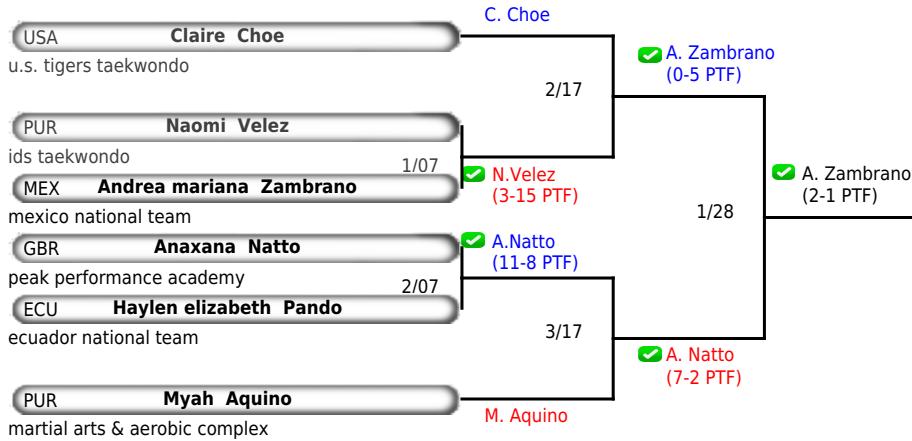 C. Choe
USA Claire Choe
u.s. tigers taekwondo
A. Zambrano
(0-5 PTF)
2/17
PUR Naomi Velez
ids taekwondo
1/07
MEX Andrea mariana Zambrano
mexico national team
N.Velez
(3-15 PTF)
A. Zambrano
(2-1 PTF)
1/28
GBR Anaxana Natto
peak performance academy
A.Natto
(11-8 PTF)
2/07
ECU Haylen elizabeth Pando
ecuador national team
3/17
A. Natto
(7-2 PTF)
PUR Myah Aquino
martial arts & aerobic complex
M. Aquino